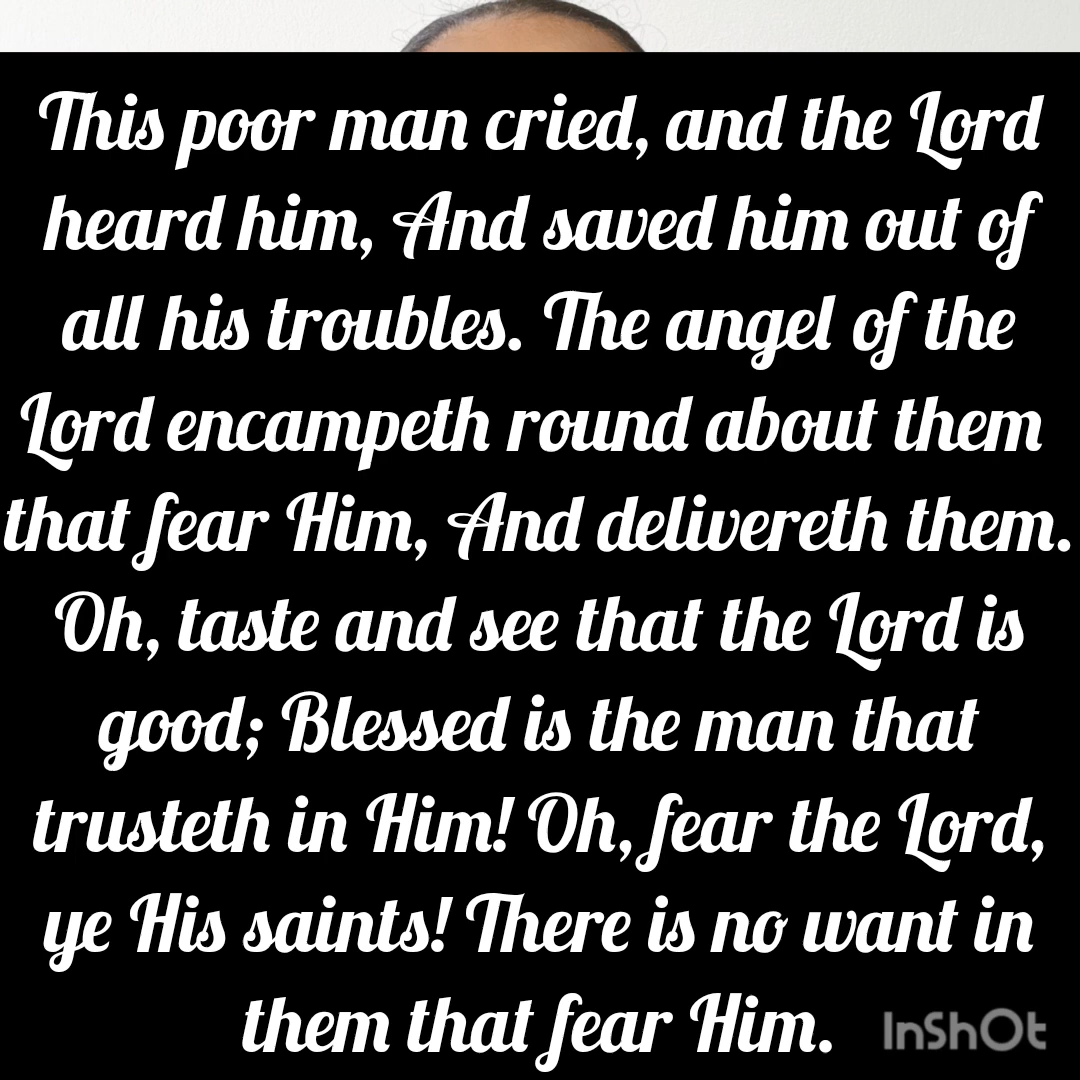 This poor man cried, and the Lord
heard him, And saved him out of
all his troubles. The angel of the
Lord encampeth round about them
that fear Him, And delivereth them.
Oh, taste and see that the Lord is
good; Blessed is the man that
trusteth in Him! Oh, fear the Lord,
ye His saints! There is no want in
them that fear Him.
InShOt